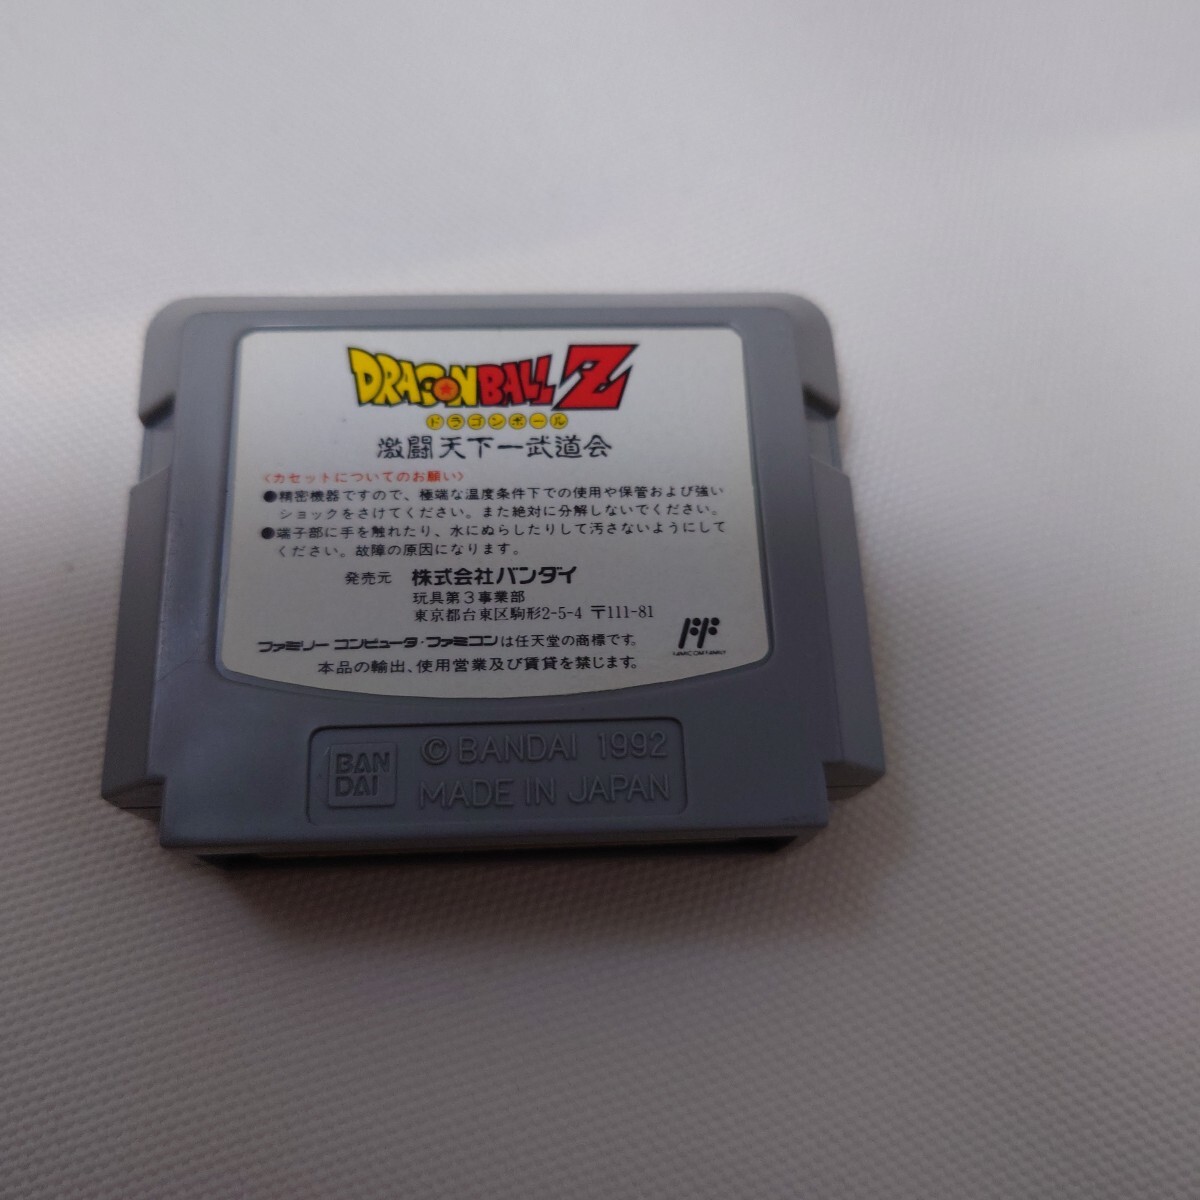 DRAGON BALL Z
ドラゴンボール
激闘天下一武道会
〈カセットについてのお願い〉
●精密機器ですので、極端な温度条件下での使用や保管および強い
ショックをさけてください。また絶対に分解しないでください。
●端子部に手を触れたり、水にぬらしたりして汚さないようにして
ください。故障の原因になります。
発売元 株式会社バンダイ
玩具第3事業部
東京都台東区駒形2-5-4 〒111-81
ファミリーコンピュータ・ファミコンは任天堂の商標です。
FF
FAMICOM FAMILY
本品の輸出、使用営業及び賃貸を禁じます。
BAN
DAI
© BANDAI 1992
MADE IN JAPAN